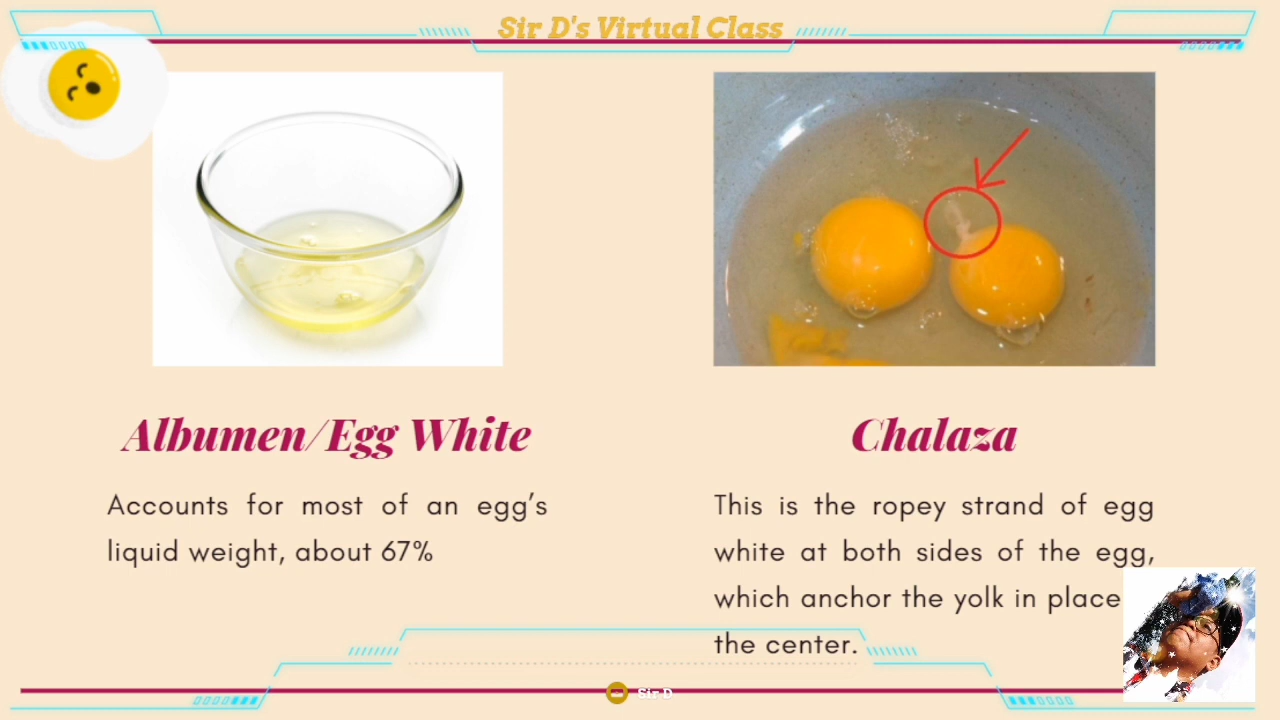 Sir D's Virtual Class
Albumen/Egg White
Accounts for most of an egg’s
liquid weight, about 67%
Chalaza
This is the ropey strand of egg
white at both sides of the egg,
which anchor the yolk in place
the center.
Sir D